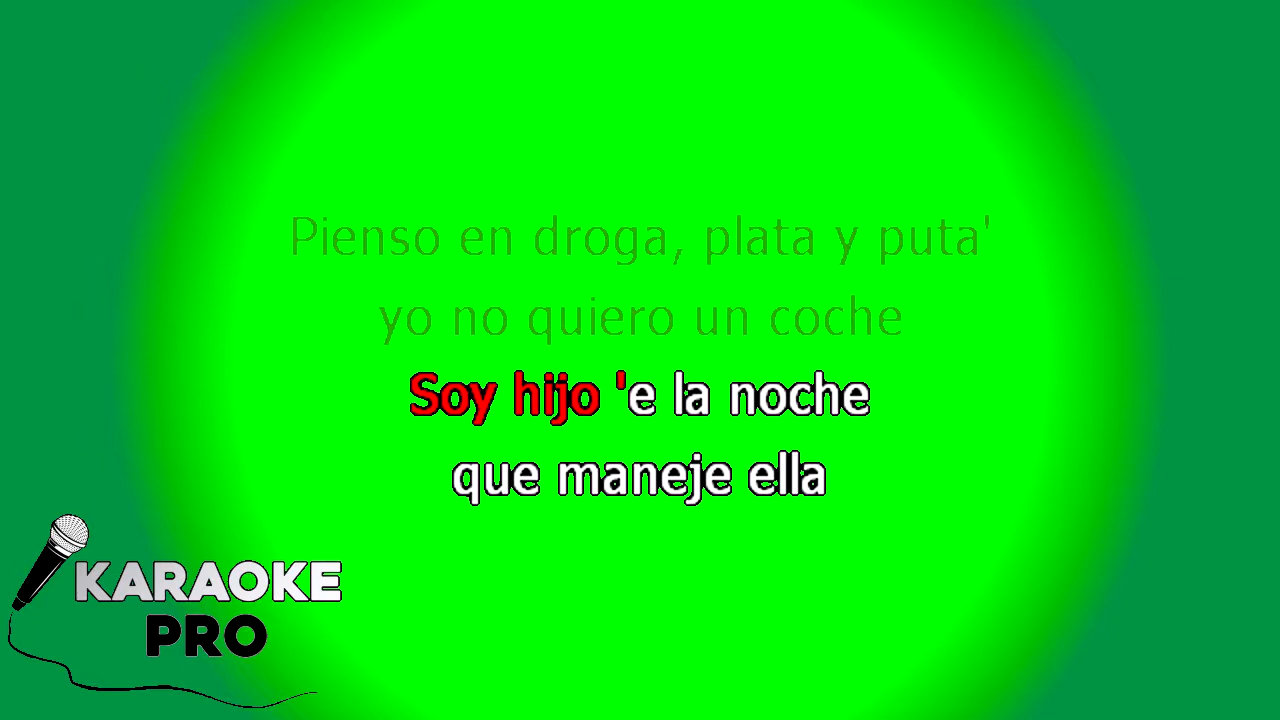 Pienso en droga, plata y puta'
yo no quiero un coche
Soy hijo 'e la noche
que maneje ella
KARAOKE
PRO